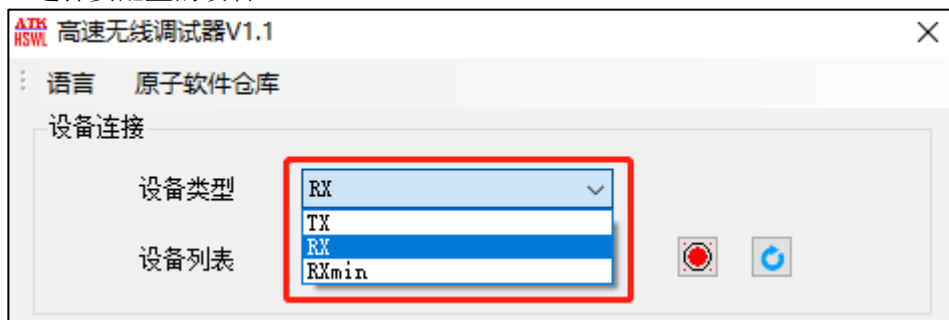 ATK
HSWL 高速无线调试器V1.1
语言 原子软件仓库
设备连接
设备类型 RX
TX
RX
设备列表
RXmin